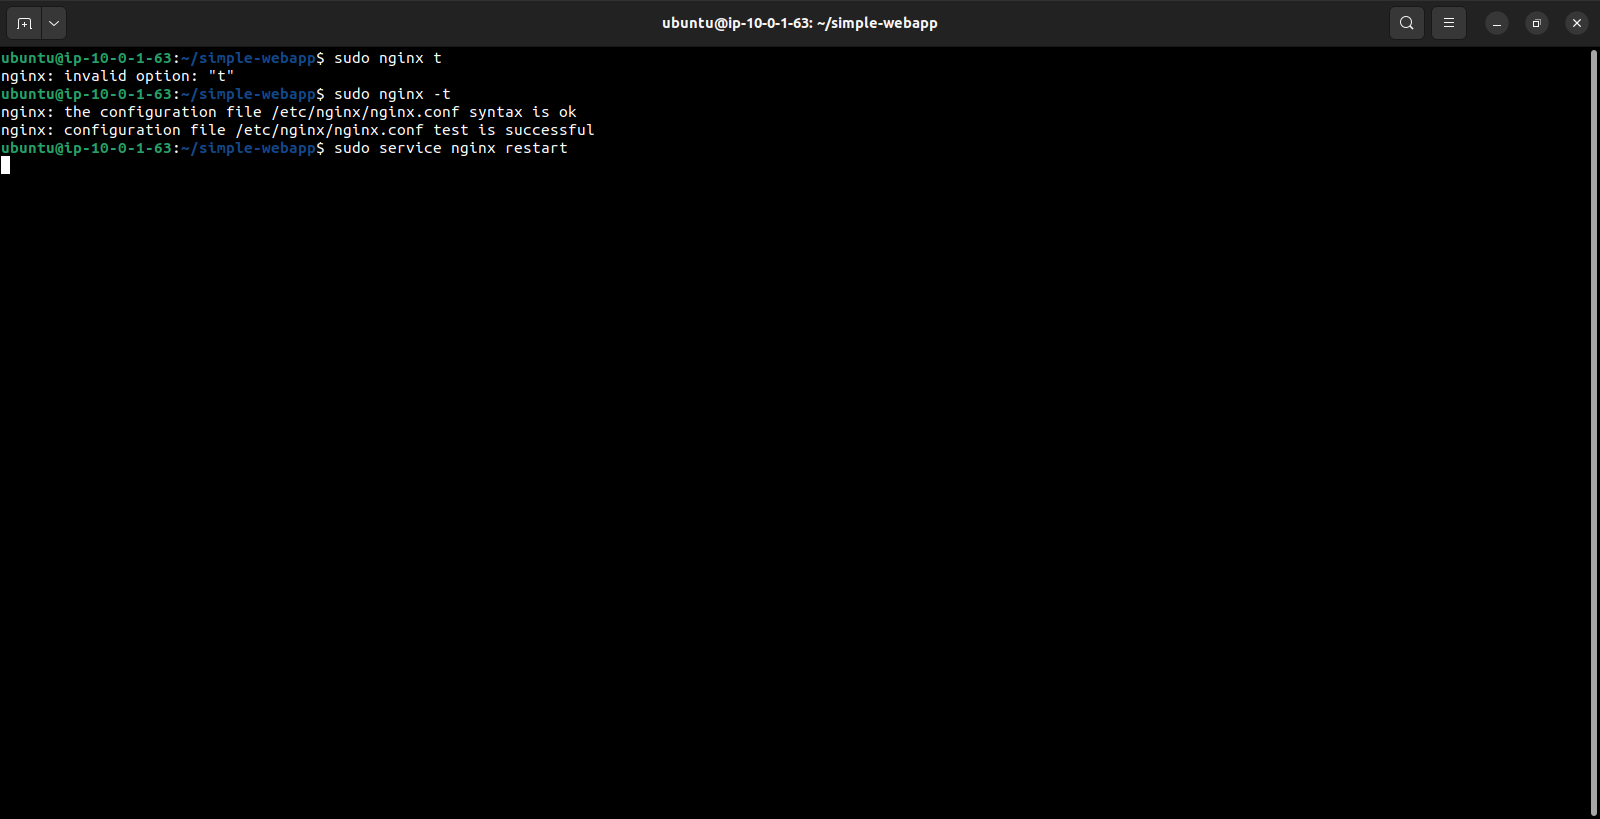 ubuntu@ip-10-0-1-63: ~/simple-webapp
ubuntu@ip-10-0-1-63:~/simple-webapp$ sudo nginx t
nginx: invalid option: "t"
ubuntu@ip-10-0-1-63:~/simple-webapp$ sudo nginx -t
nginx: the configuration file /etc/nginx/nginx.conf syntax is ok
nginx: configuration file /etc/nginx/nginx.conf test is successful
ubuntu@ip-10-0-1-63:~/simple-webapp$ sudo service nginx restart